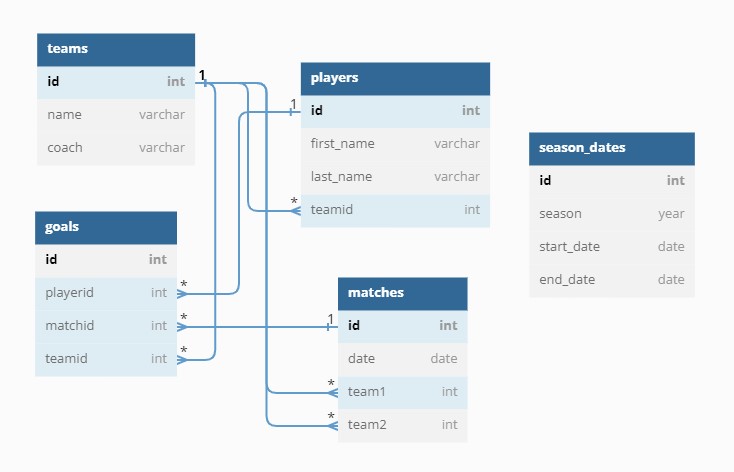 teams
id int
name varchar
coach varchar
players
id int
first_name varchar
last_name varchar
teamid int
season_dates
id int
season year
start_date date
end_date date
goals
id int
playerid int
matchid int
teamid int
matches
id int
date date
team1 int
team2 int
1
1
*
*
*
*
1
*
*